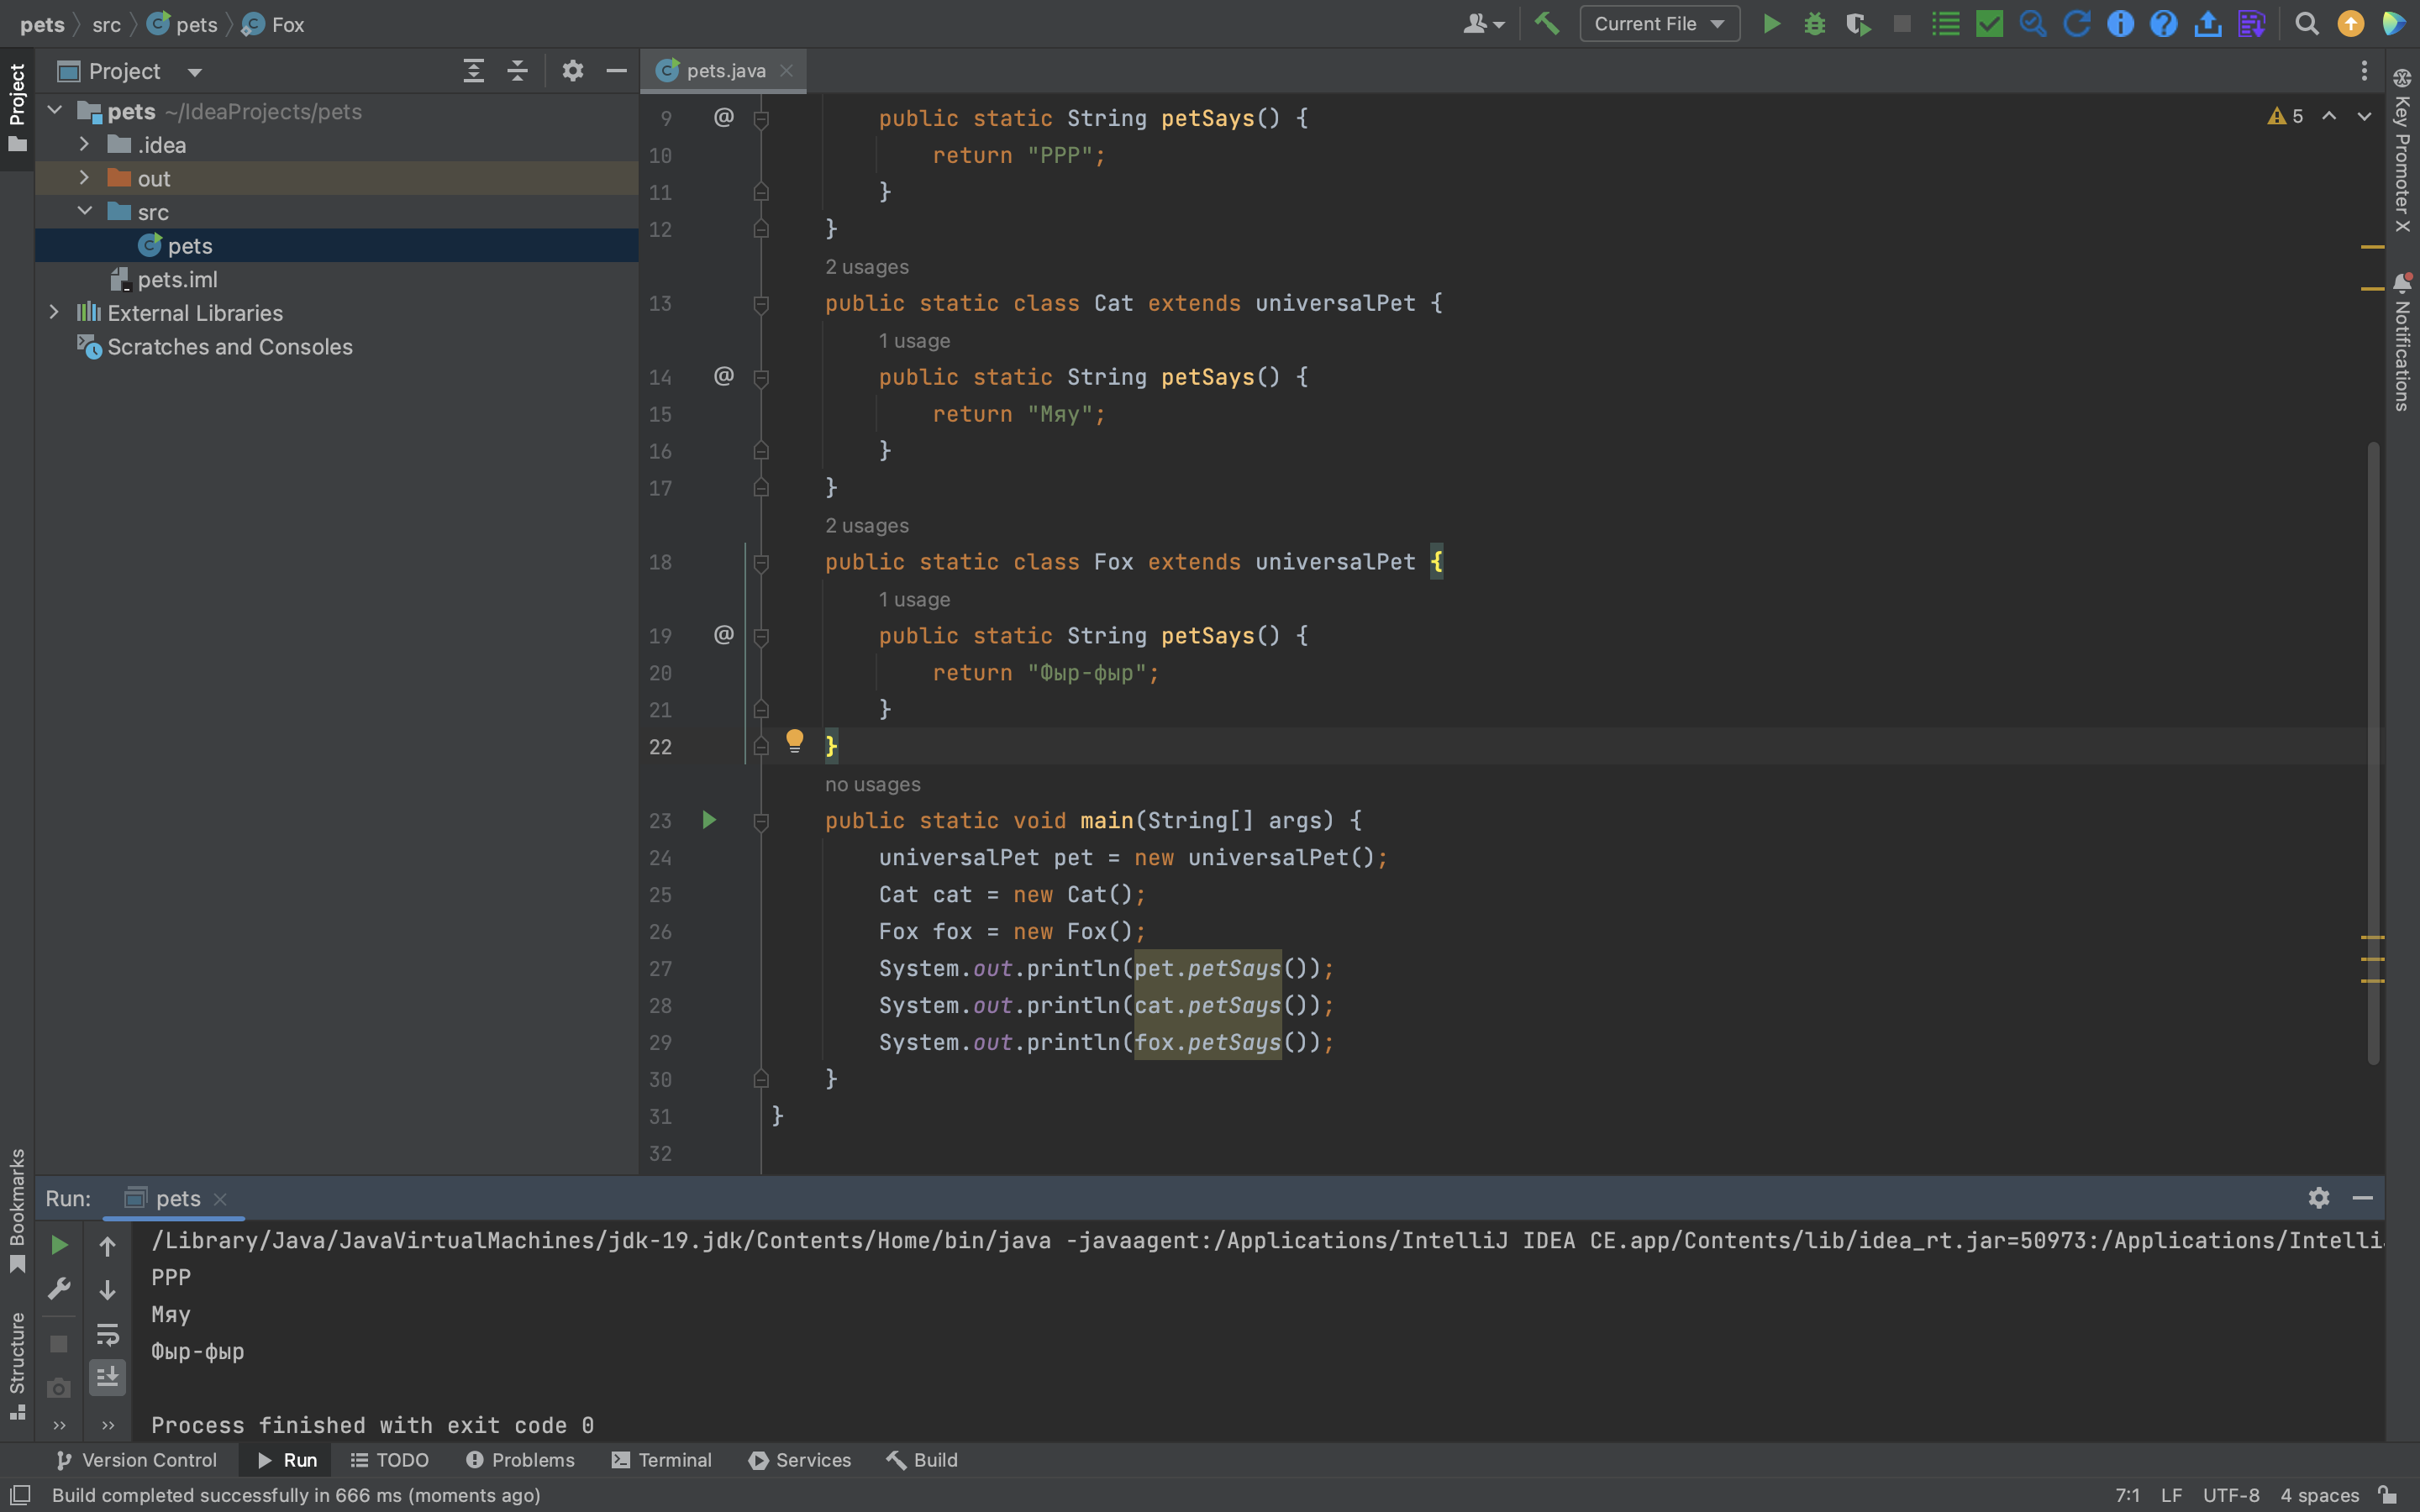 pets src pets Fox
Current File
Project
pets.java
Project
pets ~/IdeaProjects/pets
.idea
out
src
pets
pets.iml
External Libraries
Scratches and Consoles
9 @ public static String petSays() {
10 return "PPP";
11 }
12 }
2 usages
13 public static class Cat extends universalPet {
1 usage
14 @ public static String petSays() {
15 return "Мяу";
16 }
17 }
2 usages
18 public static class Fox extends universalPet {
1 usage
19 @ public static String petSays() {
20 return "Фыр-фыр";
21 }
22 }
no usages
23 public static void main(String[] args) {
24 universalPet pet = new universalPet();
25 Cat cat = new Cat();
26 Fox fox = new Fox();
27 System.out.println(pet.petSays());
28 System.out.println(cat.petSays());
29 System.out.println(fox.petSays());
30 }
31 }
32
5
Key Promoter X
Notifications
Bookmarks
Structure
Run: pets
/Library/Java/JavaVirtualMachines/jdk-19.jdk/Contents/Home/bin/java -javaagent:/Applications/IntelliJ IDEA CE.app/Contents/lib/idea_rt.jar=50973:/Applications/Intelli
PPP
Мяу
Фыр-фыр
Process finished with exit code 0
Version Control Run TODO Problems Terminal Services Build
Build completed successfully in 666 ms (moments ago)
7:1 LF UTF-8 4 spaces